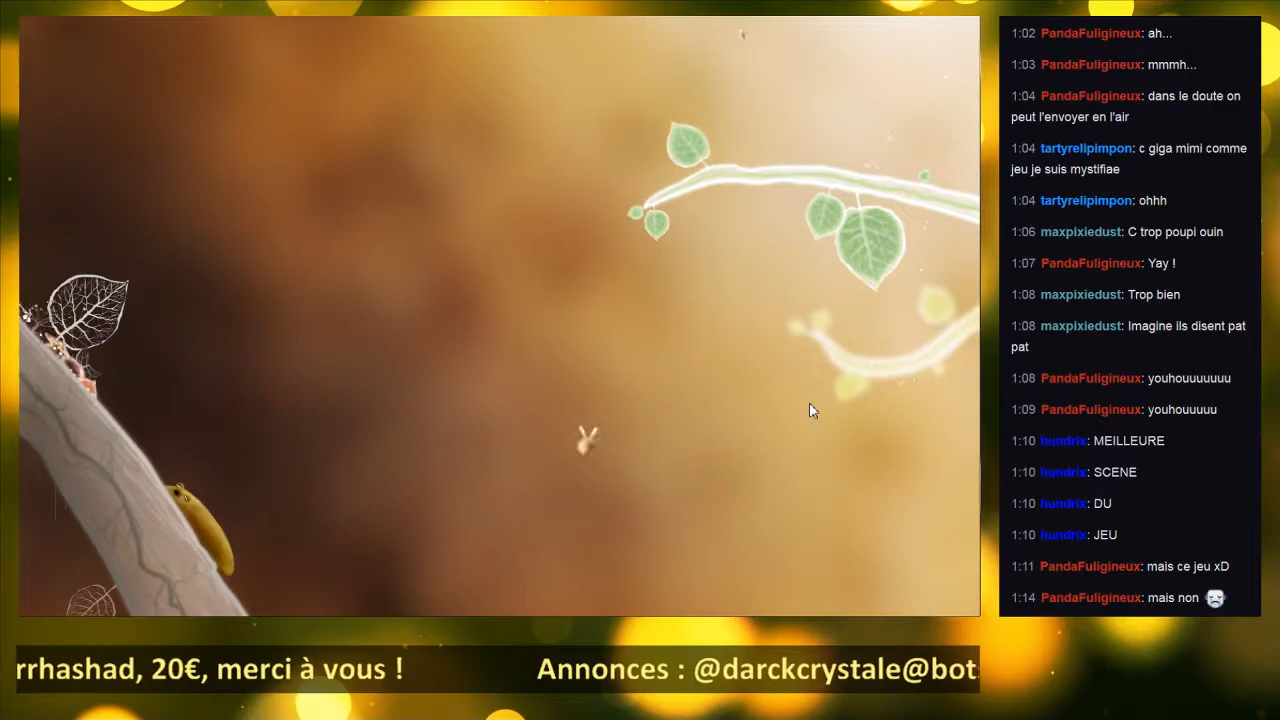 1:02 PandaFuligineux: ah...
1:03 PandaFuligineux: mmmh...
1:04 PandaFuligineux: dans le doute on
peut l'envoyer en l'air
1:04 tartyrelipimpon: c giga mimi comme
jeu je suis mystifiae
1:04 tartyrelipimpon: ohhh
1:06 maxpixiedust: C trop poupi ouin
1:07 PandaFuligineux: Yay !
1:08 maxpixiedust: Trop bien
1:08 maxpixiedust: Imagine ils disent pat
pat
1:08 PandaFuligineux: youhouuuuuuu
1:09 PandaFuligineux: youhouuuuu
1:10 hundrix: MEILLEURE
1:10 hundrix: SCENE
1:10 hundrix: DU
1:10 hundrix: JEU
1:11 PandaFuligineux: mais ce jeu xD
1:14 PandaFuligineux: mais non
rrhashad, 20€, merci à vous ! Annonces : @darckcrystale@bot